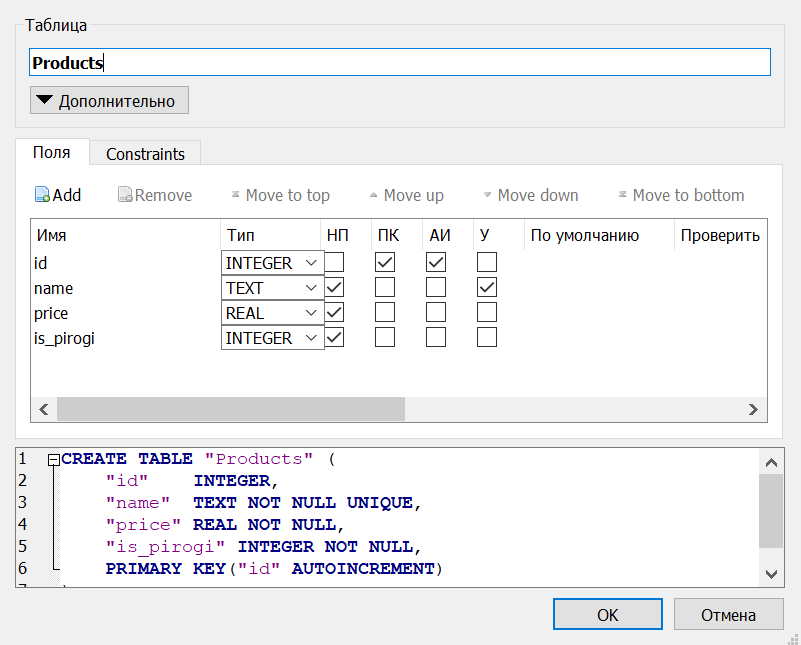 Таблица
Products
Дополнительно
Поля Constraints
Add Remove Move to top Move up Move down Move to bottom
Имя Тип НП ПК АИ У По умолчанию Проверить
id INTEGER
name TEXT
price REAL
is_pirogi INTEGER
1 CREATE TABLE "Products" (
2 "id" INTEGER,
3 "name" TEXT NOT NULL UNIQUE,
4 "price" REAL NOT NULL,
5 "is_pirogi" INTEGER NOT NULL,
6 PRIMARY KEY("id" AUTOINCREMENT)
OK Отмена